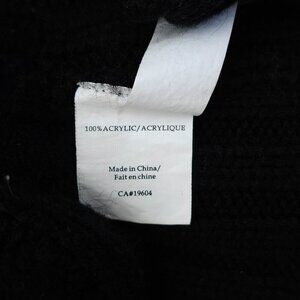 100% ACRYLIC/ACRYLIQUE
Made in China/
Fait en chine
CA#19604